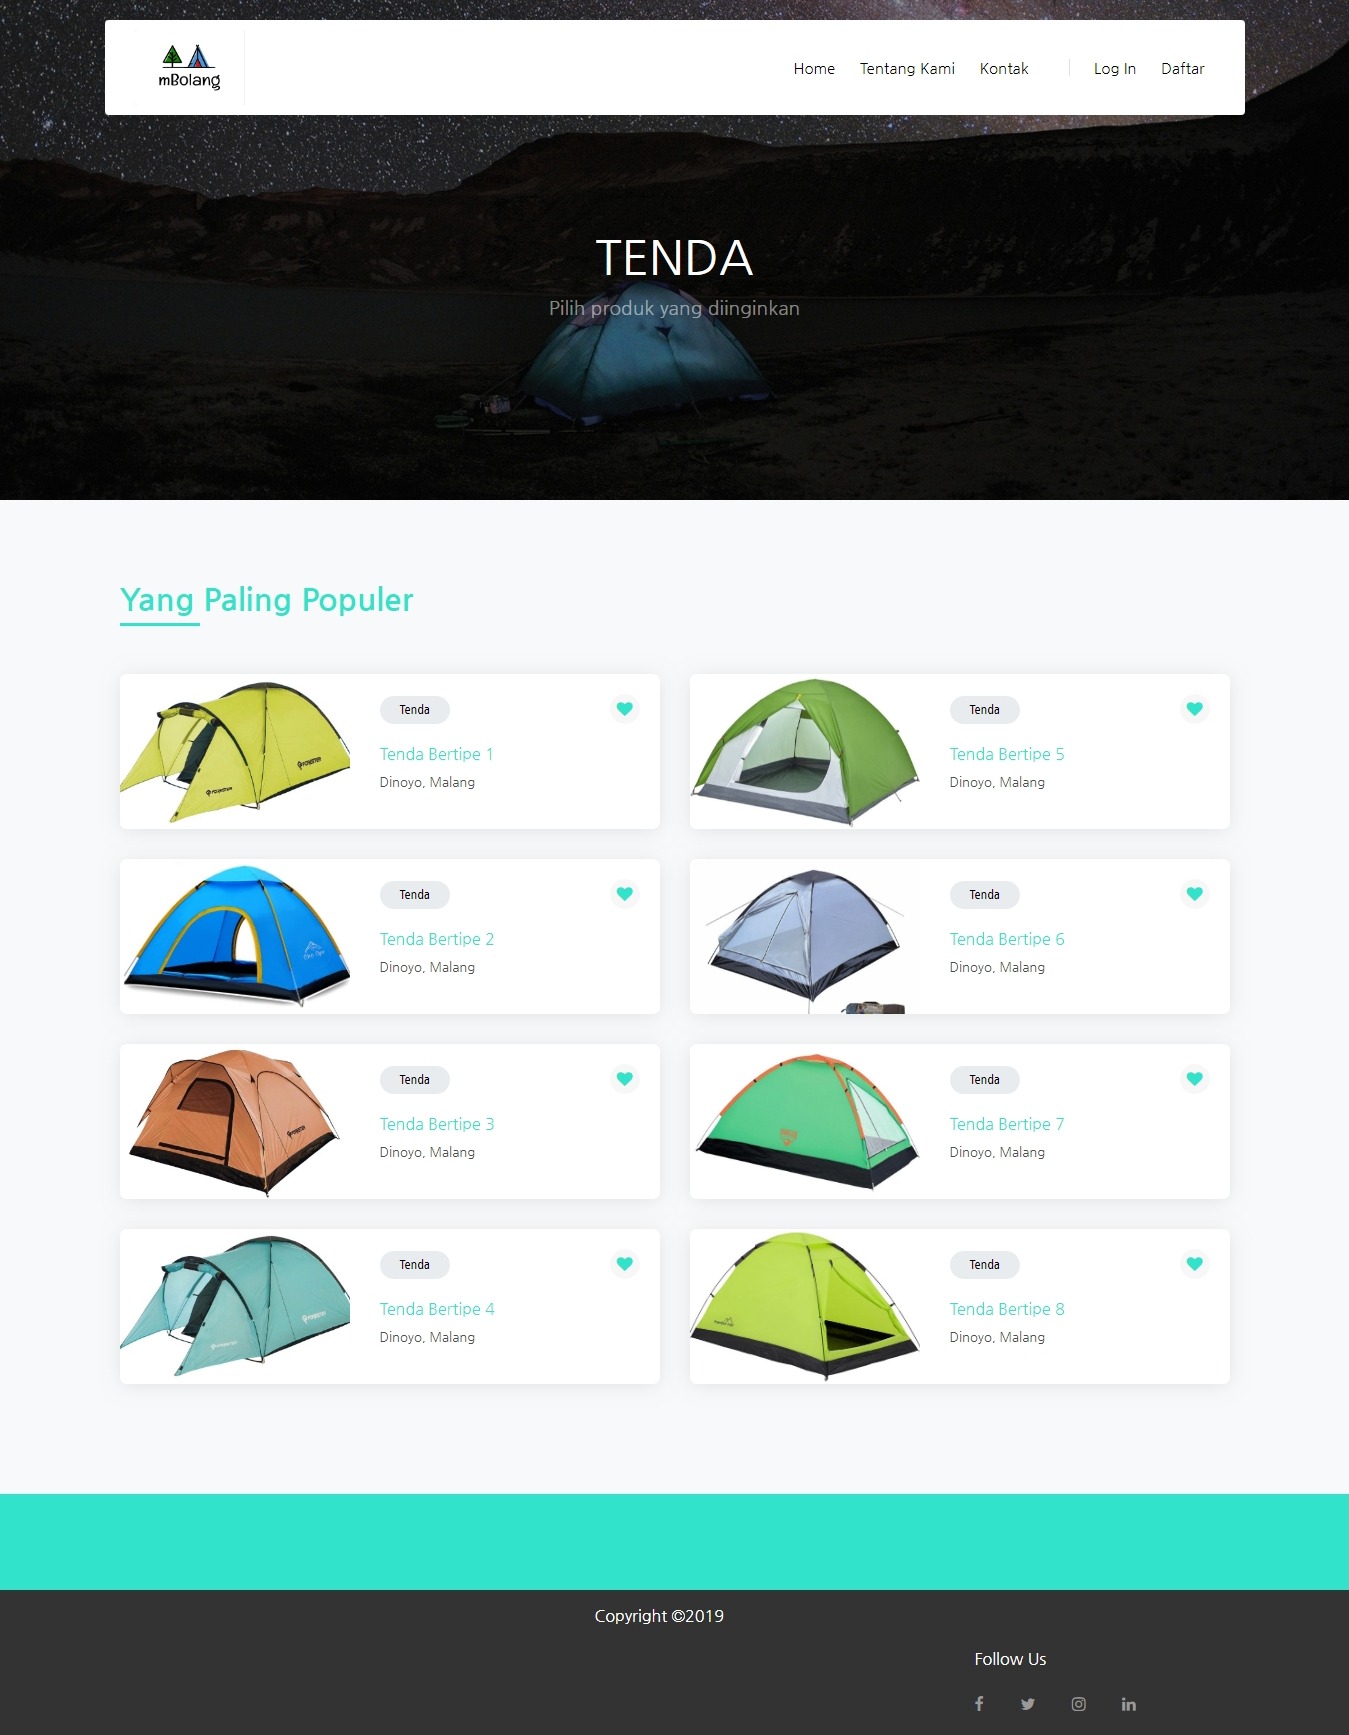 mBolang
Home
Tentang Kami
Kontak
Log In
Daftar
TENDA
Pilih produk yang diinginkan
Yang Paling Populer
Tenda
Tenda Bertipe 1
Dinoyo, Malang
Tenda
Tenda Bertipe 5
Dinoyo, Malang
Tenda
Tenda Bertipe 2
Dinoyo, Malang
Tenda
Tenda Bertipe 6
Dinoyo, Malang
Tenda
Tenda Bertipe 3
Dinoyo, Malang
Tenda
Tenda Bertipe 7
Dinoyo, Malang
Tenda
Tenda Bertipe 4
Dinoyo, Malang
Tenda
Tenda Bertipe 8
Dinoyo, Malang
Copyright ©2019
Follow Us